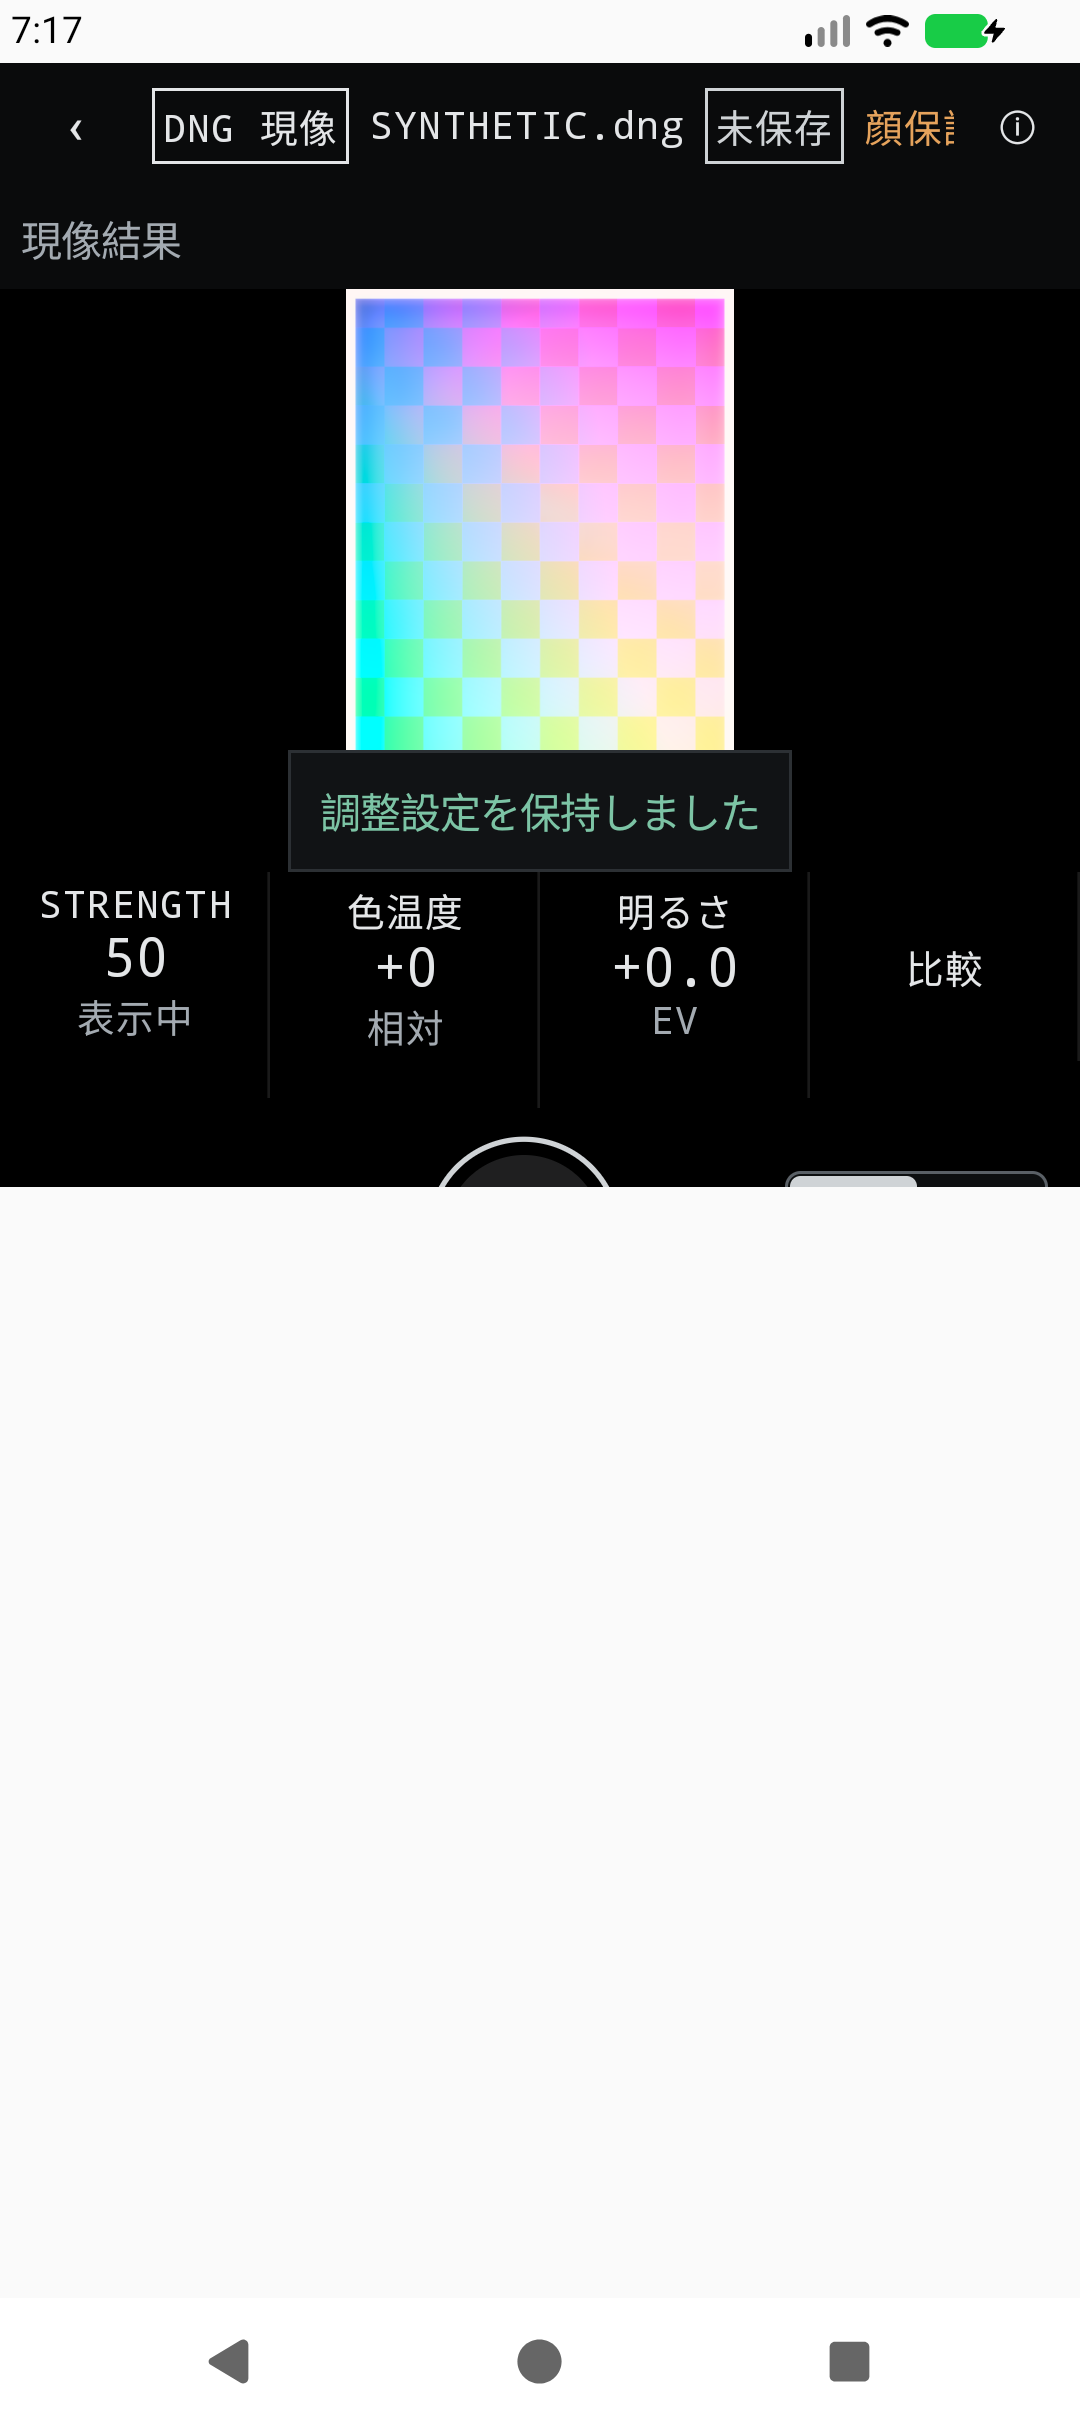 7:17
‹ DNG 現像 SYNTHETIC.dng 未保存 顔保
現像結果
調整設定を保持しました
STRENGTH 色温度 明るさ 比較
50 +0 +0.0
表示中 相対 EV